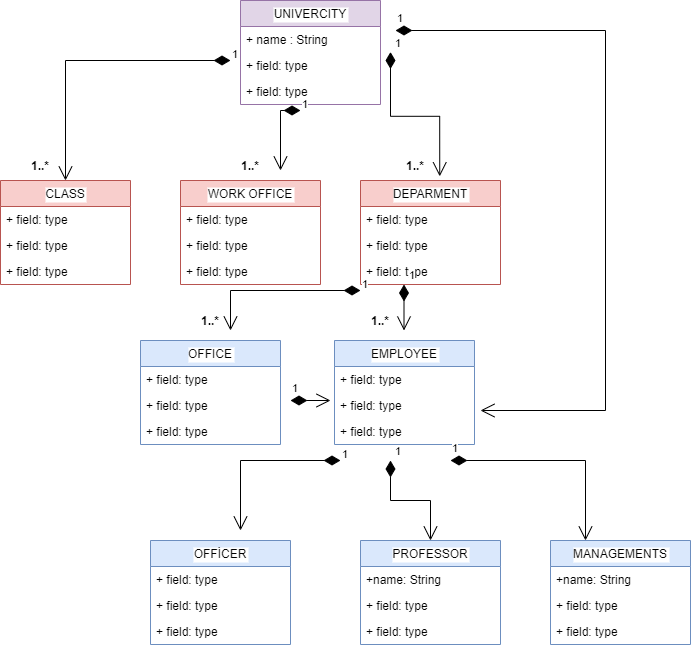 UNIVERCITY
+ name : String
+ field: type
+ field: type
1
1
1
1
1..*
1..*
1..*
CLASS
+ field: type
+ field: type
+ field: type
WORK OFFICE
+ field: type
+ field: type
+ field: type
DEPARMENT
+ field: type
+ field: type
+ field: type
1
1
1..*
1..*
OFFICE
+ field: type
+ field: type
+ field: type
1
EMPLOYEE
+ field: type
+ field: type
+ field: type
1
1
1
OFFİCER
+ field: type
+ field: type
+ field: type
PROFESSOR
+name: String
+ field: type
+ field: type
MANAGEMENTS
+name: String
+ field: type
+ field: type